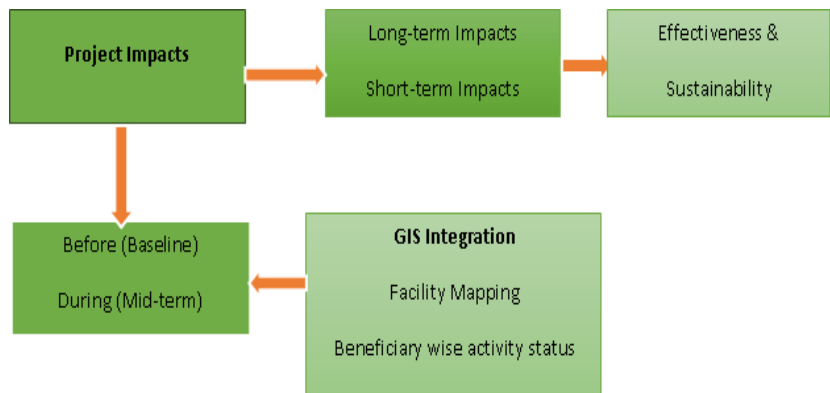 Project Impacts
Long-term Impacts
Short-term Impacts
Effectiveness &
Sustainability
Before (Baseline)
During (Mid-term)
GIS Integration
Facility Mapping
Beneficiary wise activity status